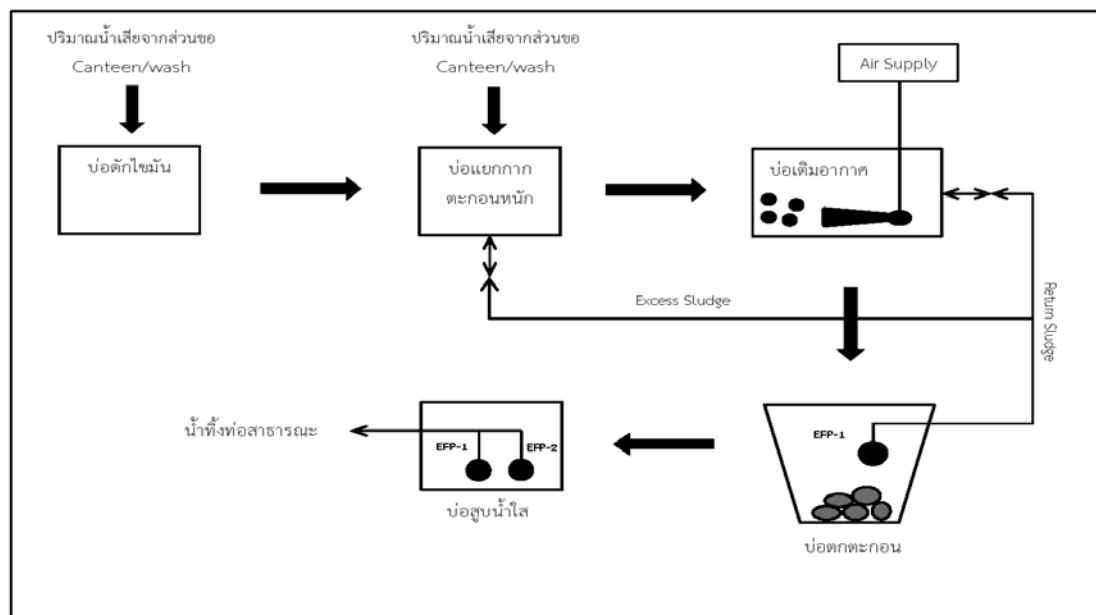 ปริมาณน้ำเสียจากส่วนขอ
Canteen/wash
ปริมาณน้ำเสียจากส่วนขอ
Canteen/wash
Air Supply
บ่อดักไขมัน
บ่อแยกกาก
ตะกอนหนัก
บ่อเติมอากาศ
Excess Sludge
Return Sludge
น้ำทิ้งท่อสาธารณะ
EFP-1
EFP-2
บ่อสูบน้ำใส
EFP-1
บ่อตกตะกอน